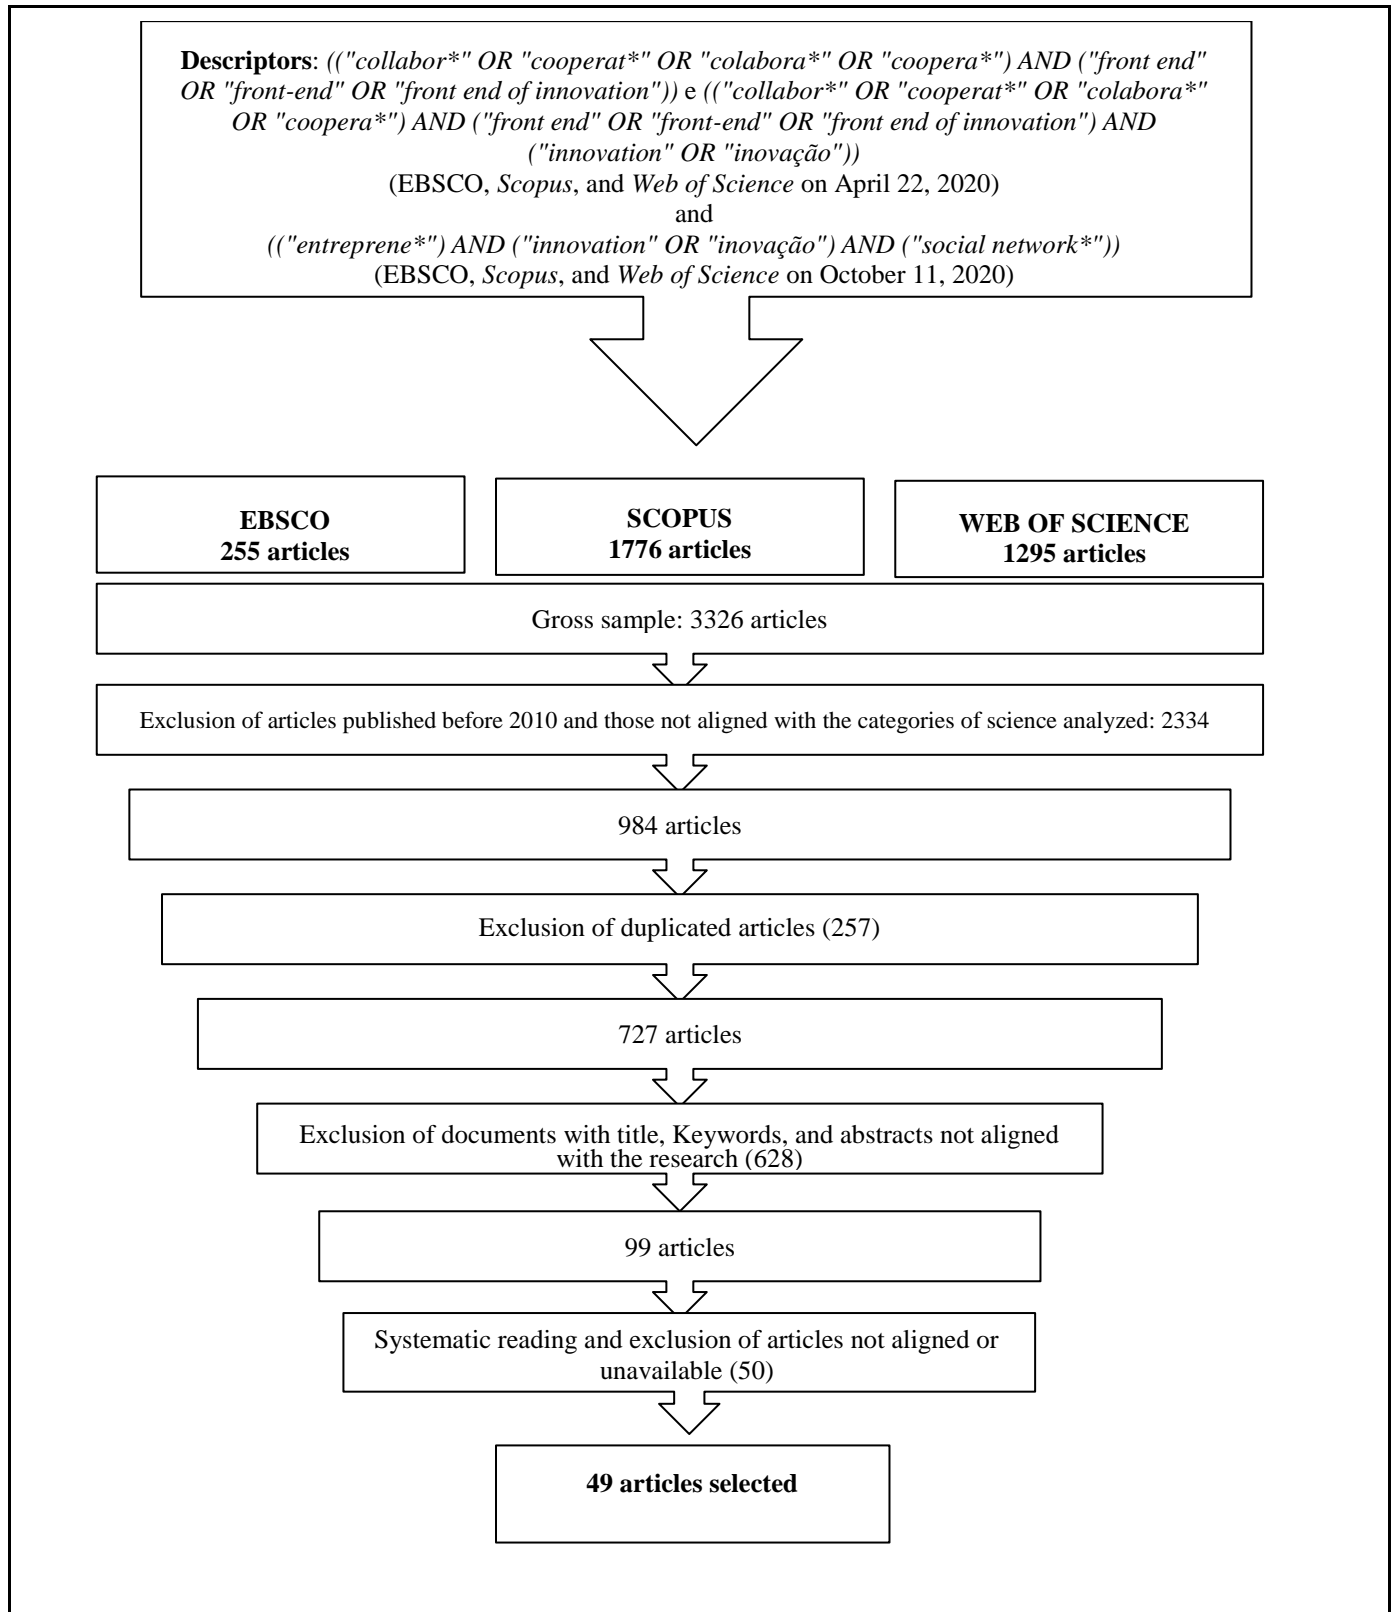 Descriptors: (("collabor*" OR "cooperat*" OR "colabora*" OR "coopera*") AND ("front end"
OR "front-end" OR "front end of innovation")) e (("collabor*" OR "cooperat*" OR "colabora*"
OR "coopera*") AND ("front end" OR "front-end" OR "front end of innovation") AND
("innovation" OR "inovação"))
(EBSCO, Scopus, and Web of Science on April 22, 2020)
and
(("entreprene*") AND ("innovation" OR "inovação") AND ("social network*"))
(EBSCO, Scopus, and Web of Science on October 11, 2020)
EBSCO
255 articles
SCOPUS
1776 articles
WEB OF SCIENCE
1295 articles
Gross sample: 3326 articles
Exclusion of articles published before 2010 and those not aligned with the categories of science analyzed: 2334
984 articles
Exclusion of duplicated articles (257)
727 articles
Exclusion of documents with title, Keywords, and abstracts not aligned
with the research (628)
99 articles
Systematic reading and exclusion of articles not aligned or
unavailable (50)
49 articles selected